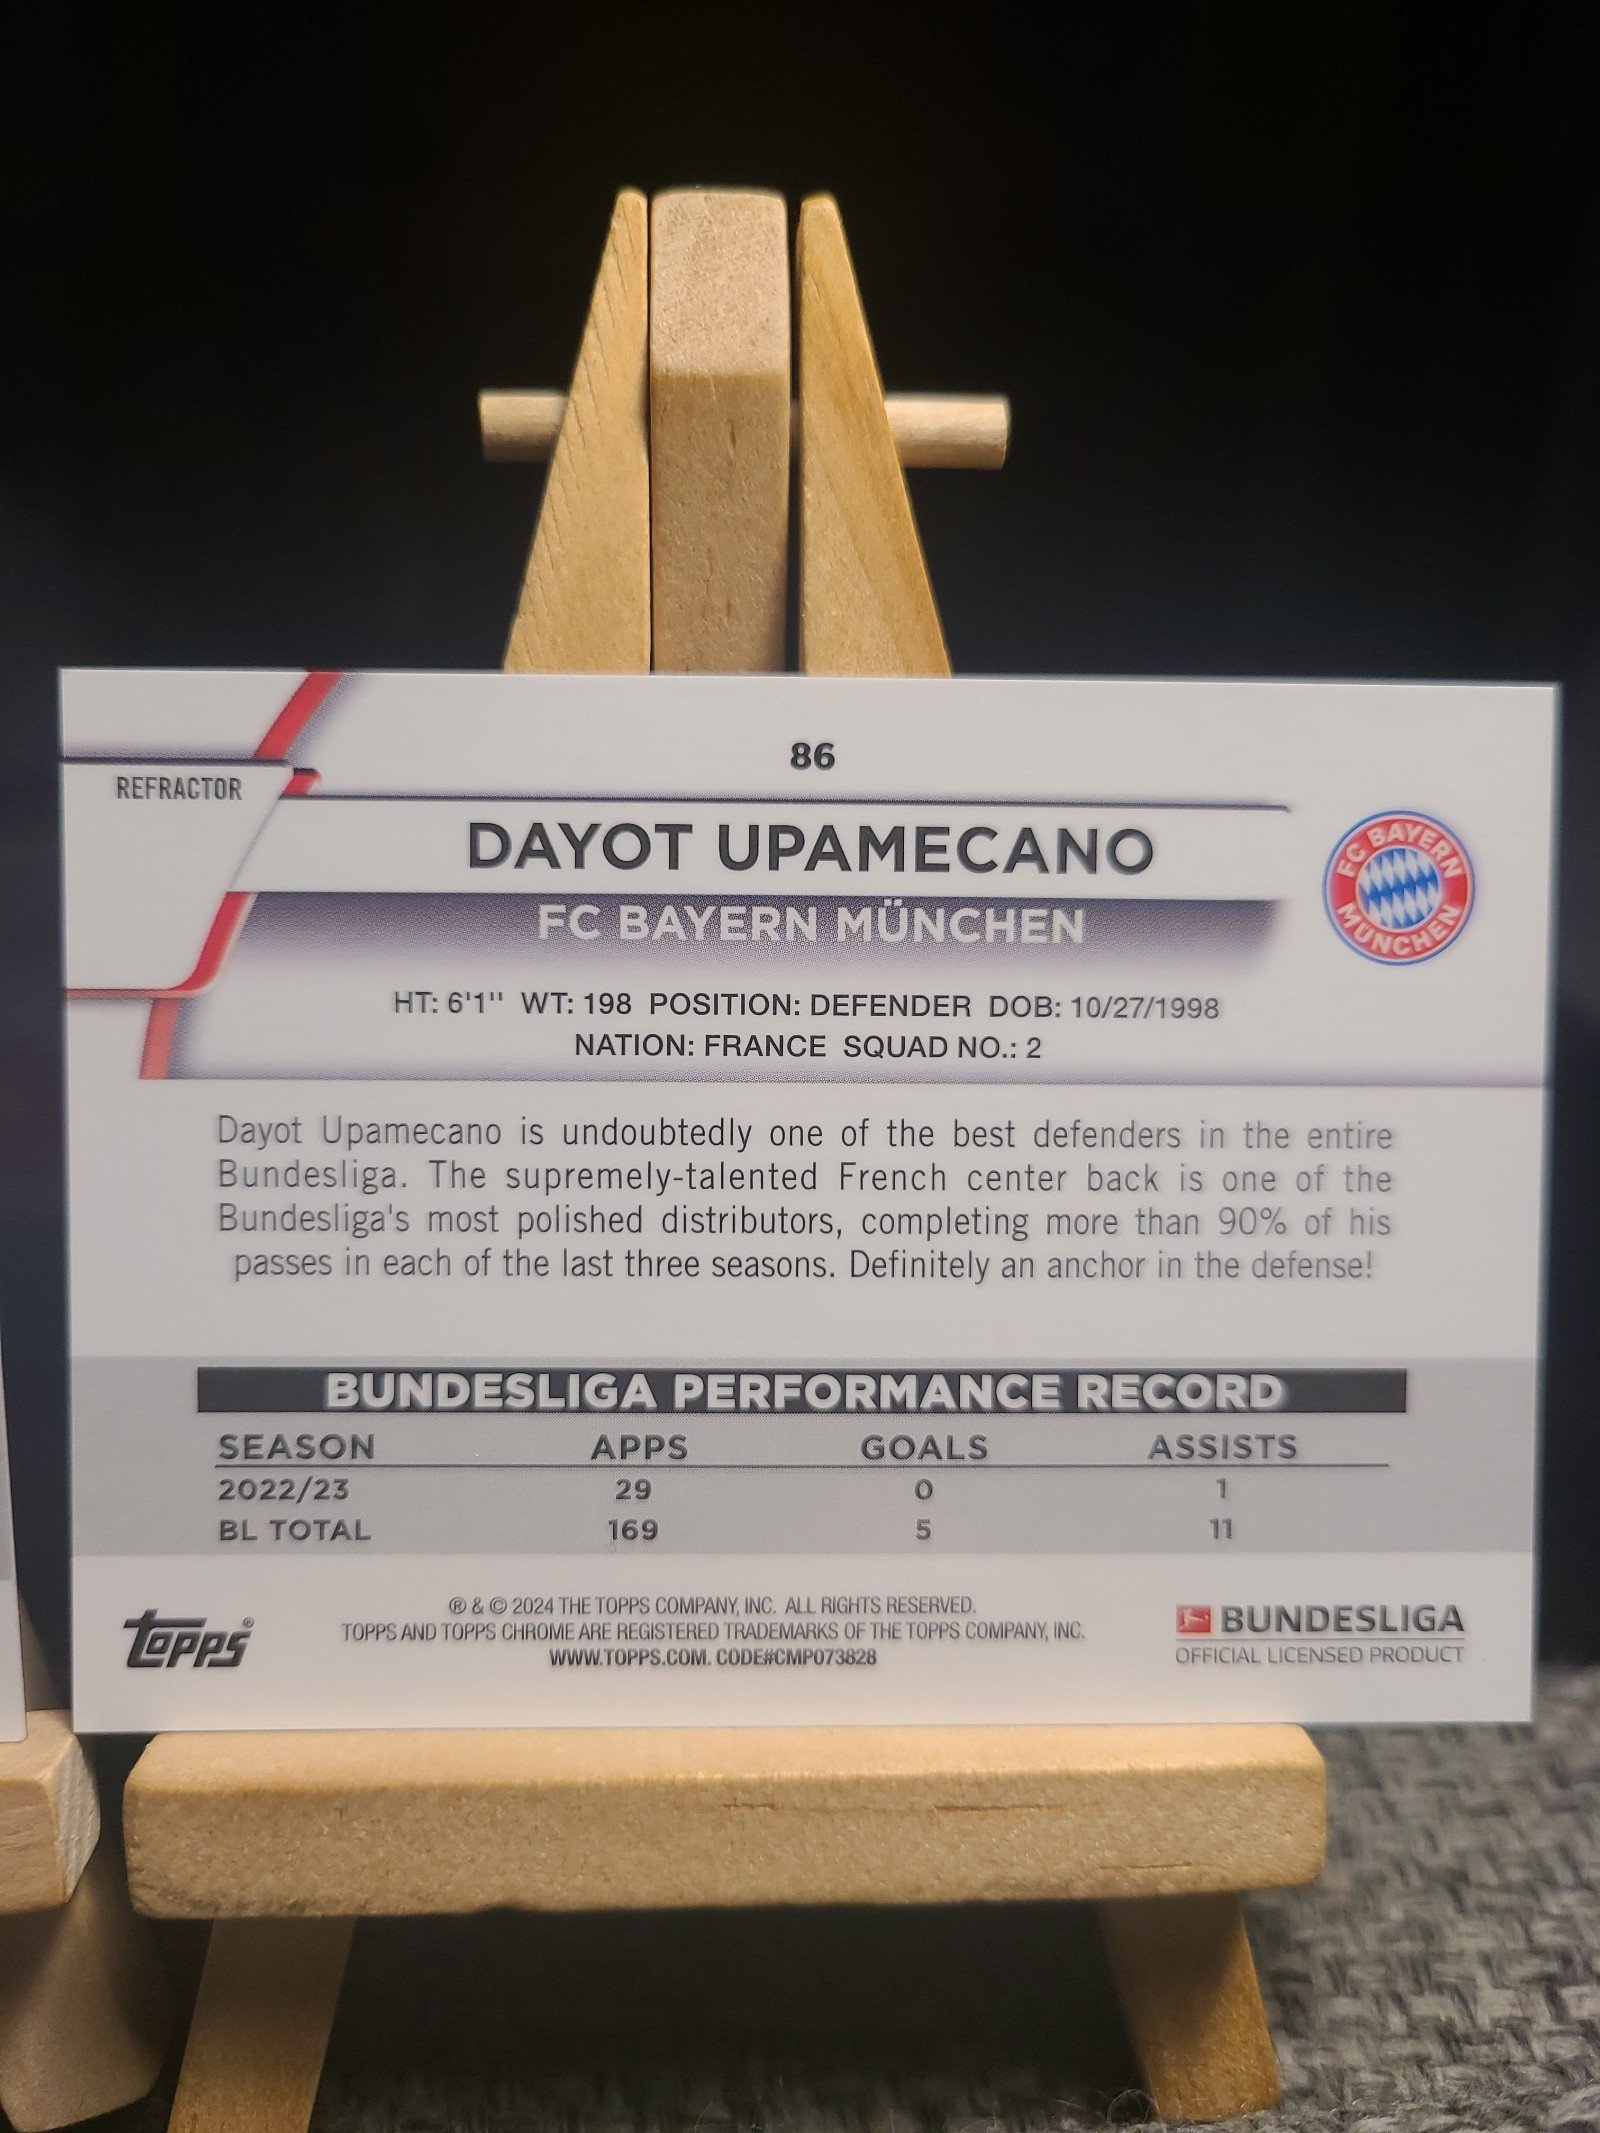 86
REFRACTOR
DAYOT UPAMECANO
FC BAYERN MÜNCHEN
FC BAYERN
MÜNCHEN
HT: 6'1'' WT: 198 POSITION: DEFENDER DOB: 10/27/1998
NATION: FRANCE SQUAD NO.: 2
Dayot Upamecano is undoubtedly one of the best defenders in the entire
Bundesliga. The supremely-talented French center back is one of the
Bundesliga's most polished distributors, completing more than 90% of his
passes in each of the last three seasons. Definitely an anchor in the defense!
BUNDESLIGA PERFORMANCE RECORD
SEASON APPS GOALS ASSISTS
2022/23 29 0 1
BL TOTAL 169 5 11
® & © 2024 THE TOPPS COMPANY, INC. ALL RIGHTS RESERVED.
TOPPS AND TOPPS CHROME ARE REGISTERED TRADEMARKS OF THE TOPPS COMPANY, INC.
WWW.TOPPS.COM. CODE#CMP073828
topps®
BUNDESLIGA
OFFICIAL LICENSED PRODUCT